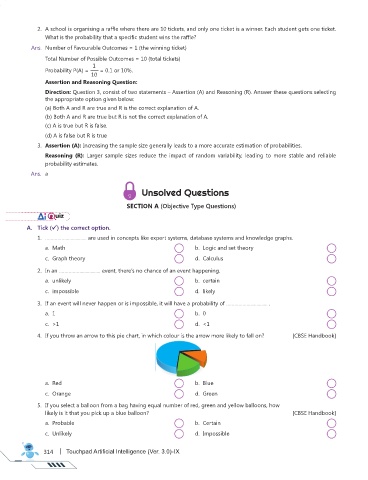 2. A school is organising a raffle where there are 10 tickets, and only one ticket is a winner. Each student gets one ticket.
What is the probability that a specific student wins the raffle?
Ans. Number of Favourable Outcomes = 1 (the winning ticket)
Total Number of Possible Outcomes = 10 (total tickets)
Probability P(A) = 1/10 = 0.1 or 10%.
Assertion and Reasoning Question:
Direction: Question 3, consist of two statements – Assertion (A) and Reasoning (R). Answer these questions selecting
the appropriate option given below:
(a) Both A and R are true and R is the correct explanation of A.
(b) Both A and R are true but R is not the correct explanation of A.
(c) A is true but R is false.
(d) A is false but R is true
3. Assertion (A): Increasing the sample size generally leads to a more accurate estimation of probabilities.
Reasoning (R): Larger sample sizes reduce the impact of random variability, leading to more stable and reliable
probability estimates.
Ans. a
Unsolved Questions
SECTION A (Objective Type Questions)
Ai Quiz
A. Tick (✓) the correct option.
1. ........................ are used in concepts like expert systems, database systems and knowledge graphs.
a. Math b. Logic and set theory
c. Graph theory d. Calculus
2. In an ........................ event, there's no chance of an event happening.
a. unlikely b. certain
c. impossible d. likely
3. If an event will never happen or is impossible, it will have a probability of ........................
a. 1 b. 0
c. >1 d. <1
4. If you throw an arrow to this pie chart, in which colour is the arrow more likely to fall on? [CBSE Handbook]
a. Red b. Blue
c. Orange d. Green
5. If you select a balloon from a bag having equal number of red, green and yellow balloons, how
likely is it that you pick up a blue balloon? [CBSE Handbook]
a. Probable b. Certain
c. Unlikely d. Impossible
314 | Touchpad Artificial Intelligence (Ver. 3.0)-IX